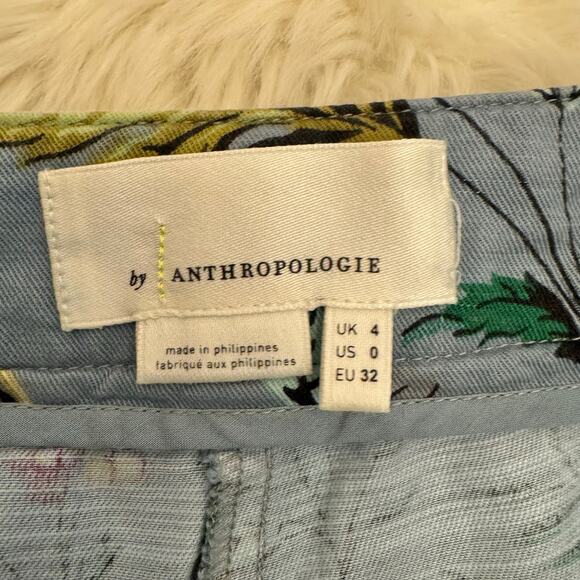 by ANTHROPOLOGIE
made in philippines
fabriqué aux philippines
UK 4
US 0
EU 32